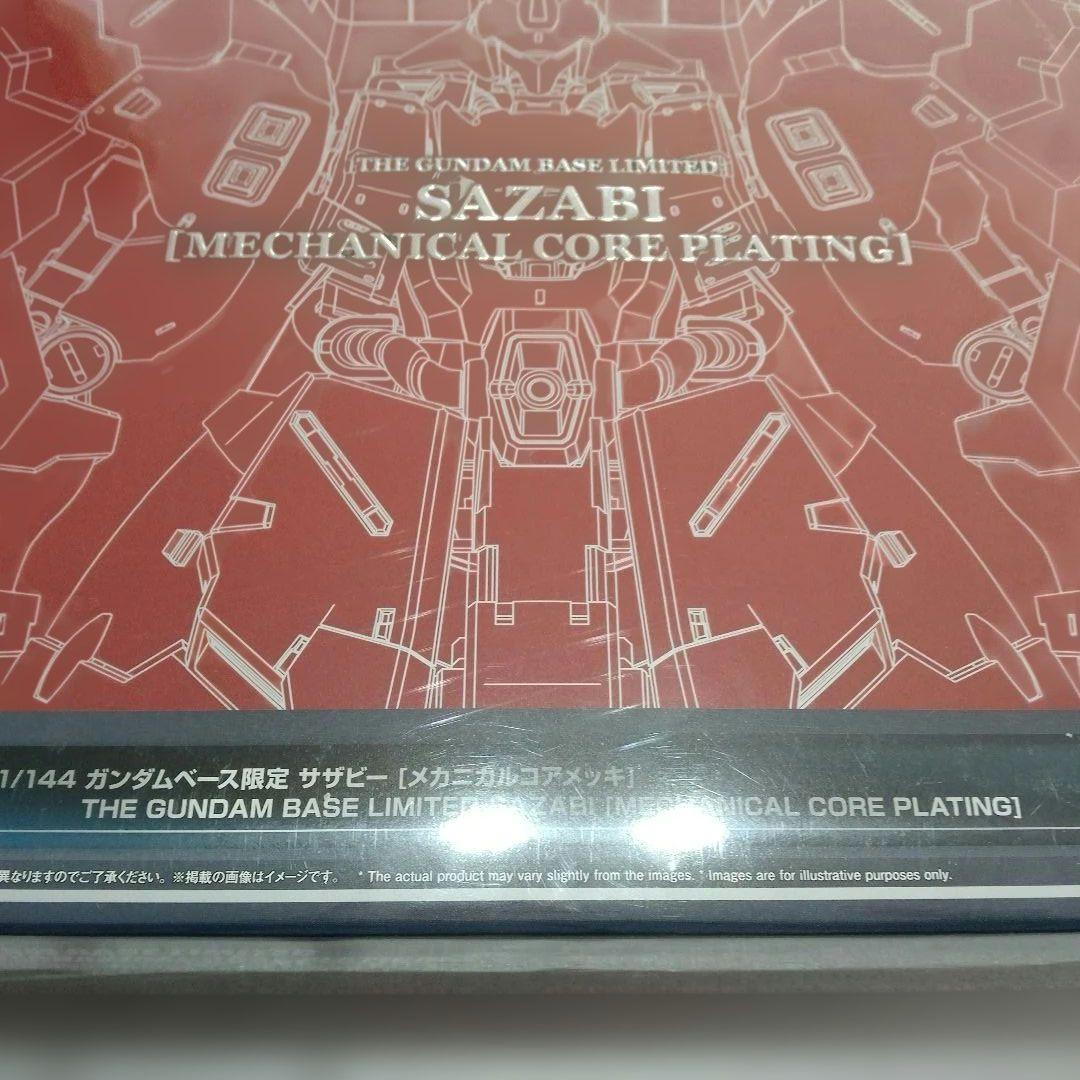 THE GUNDAM BASE LIMITED
SAZABI
[MECHANICAL CORE PLATING]
1/144 ガンダムベース限定 サザビー [メカニカルコアメッキ]
THE GUNDAM BASE LIMITED SAZABI [MECHANICAL CORE PLATING]
異なりますのでご了承ください。※掲載の画像はイメージです。 * The actual product may vary slightly from the images. * Images are for illustrative purposes only.